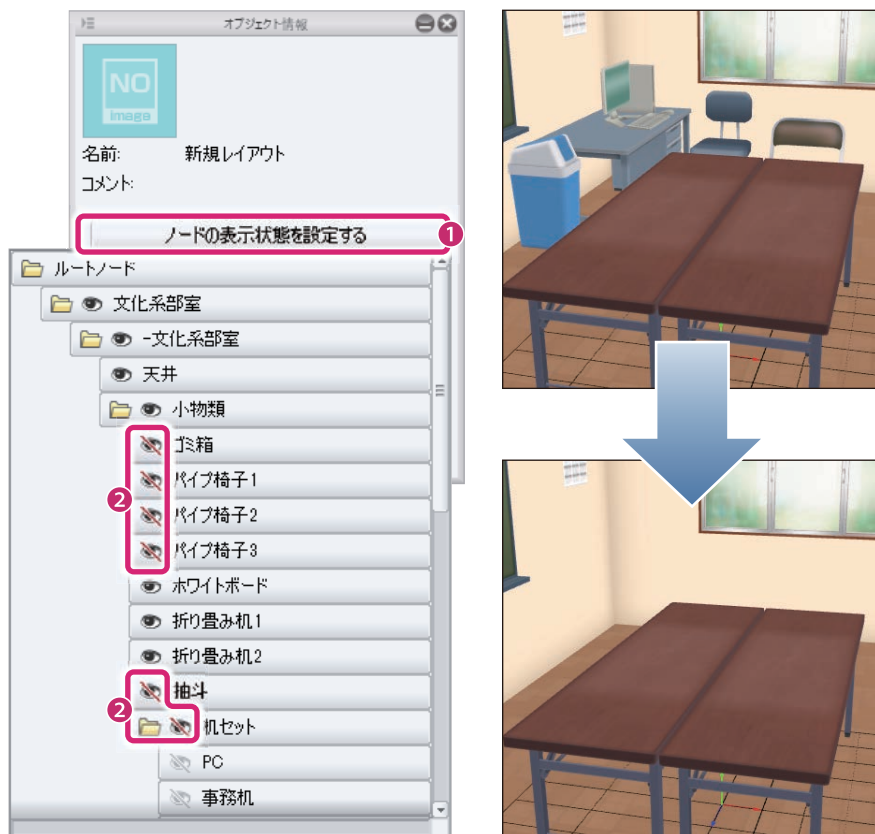 オブジェクト情報
NO
image
名前: 新規レイアウト
コメント:
ノードの表示状態を設定する
1
ルートノード
文化系部室
-文化系部室
天井
小物類
ゴミ箱
パイプ椅子1
2
パイプ椅子2
パイプ椅子3
ホワイトボード
折り畳み机1
折り畳み机2
抽斗
2
机セット
PC
事務机